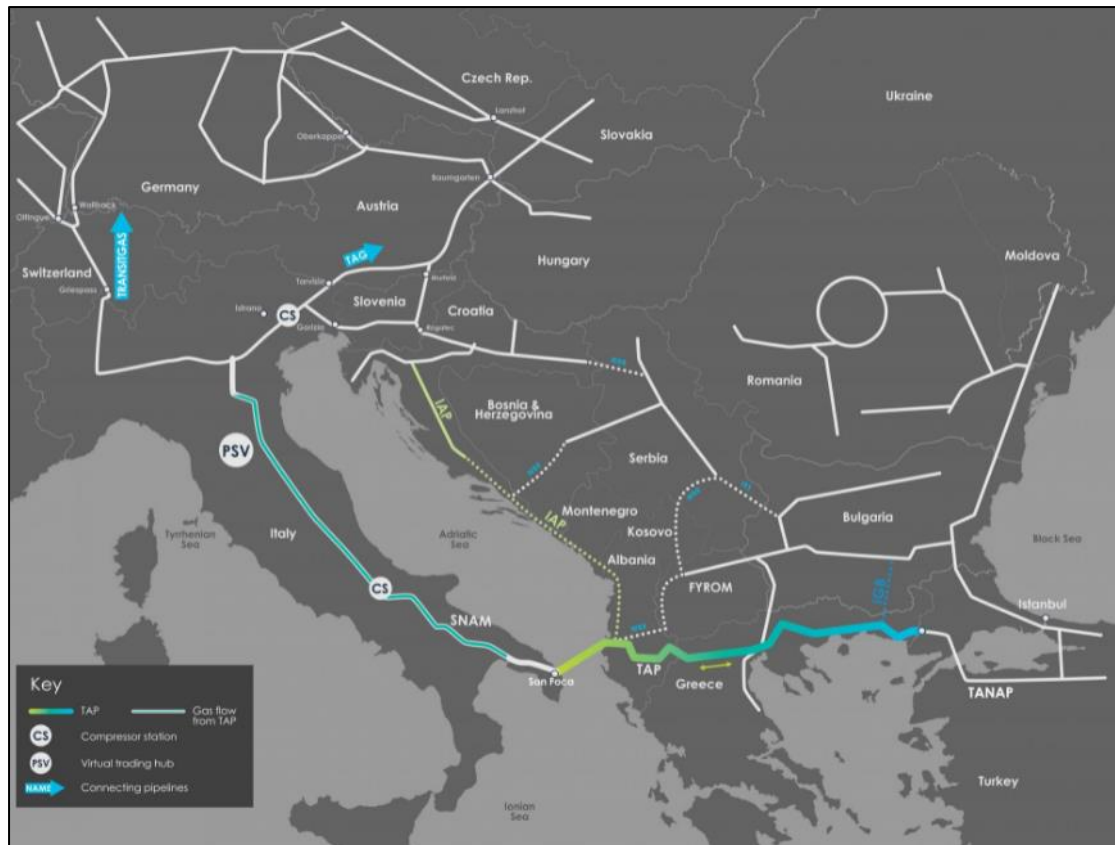 Czech Rep.
Ukraine
Lanzhof
Oberkappel
Slovakia
Germany
Baumgarten
Wallbach
Oltingue
Austria
TRANSITGAS
TAG
Hungary
Moldova
Switzerland
Griespass
Tarvisio
Slovenia
Croatia
Istrana
CS
Gorizia
Rogatec
Romania
IAP
Bosnia &
Herzegovina
PSV
Serbia
IAP
Montenegro
Kosovo
Bulgaria
Tyrrhenian
Sea
Italy
Adriatic
Sea
Albania
Black Sea
CS
FYROM
IGB
Istanbul
SNAM
San Foca
TAP
Greece
TANAP
Key
TAP
Gas flow
from TAP
CS
Compressor station
PSV
Virtual trading hub
NAME
Connecting pipelines
Turkey
Ionian
Sea